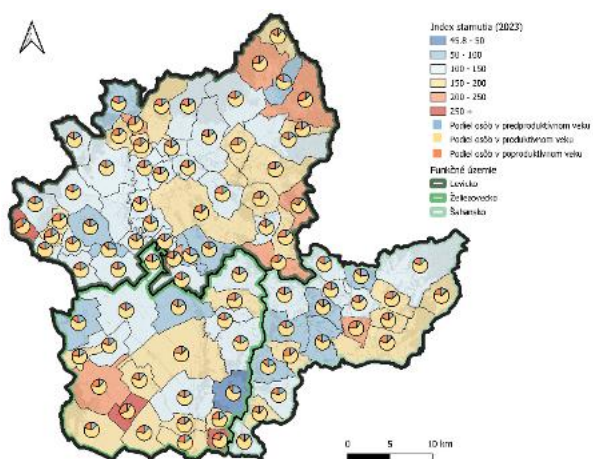 Index starnutia (2023)
45.8 - 50
50 - 100
100 - 150
150 - 200
200 - 250
250 +
Podiel osôb v predproduktívnom veku
Podiel osôb v produktívnom veku
Podiel osôb v poproduktívnom veku
Funkčné územie
Levicko
Želiezovecko
Šahansko
0 5 10 km